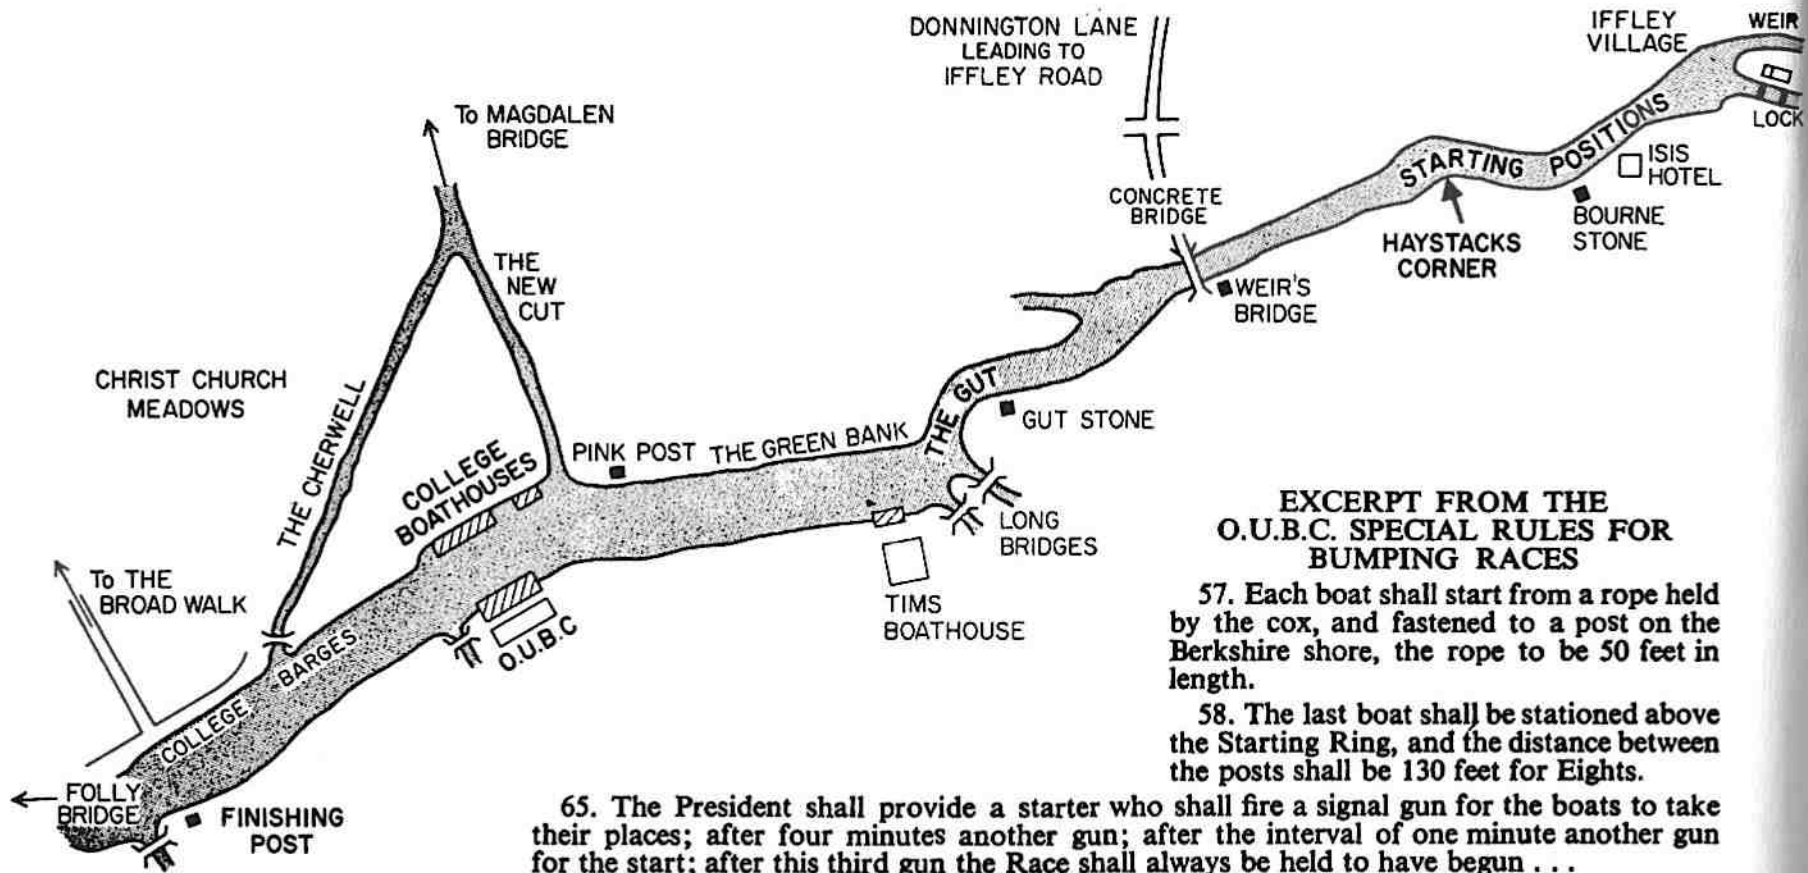 DONNINGTON LANE
LEADING TO
IFFLEY ROAD
IFFLEY
VILLAGE
WEIR
LOCK
To MAGDALEN
BRIDGE
STARTING POSITIONS
ISIS
HOTEL
BOURNE
STONE
HAYSTACKS
CORNER
CONCRETE
BRIDGE
WEIR'S
BRIDGE
THE
NEW
CUT
CHRIST CHURCH
MEADOWS
THE CHERWELL
COLLEGE
BOATHOUSES
PINK POST
THE GREEN BANK
THE GUT
GUT STONE
LONG
BRIDGES
TIMS
BOATHOUSE
O.U.B.C
To THE
BROAD WALK
COLLEGE BARGES
FOLLY
BRIDGE
FINISHING
POST
EXCERPT FROM THE
O.U.B.C. SPECIAL RULES FOR
BUMPING RACES
57. Each boat shall start from a rope held
by the cox, and fastened to a post on the
Berkshire shore, the rope to be 50 feet in
length.
58. The last boat shall be stationed above
the Starting Ring, and the distance between
the posts shall be 130 feet for Eights.
65. The President shall provide a starter who shall fire a signal gun for the boats to take
their places; after four minutes another gun; after the interval of one minute another gun
for the start; after this third gun the Race shall always be held to have begun . . .